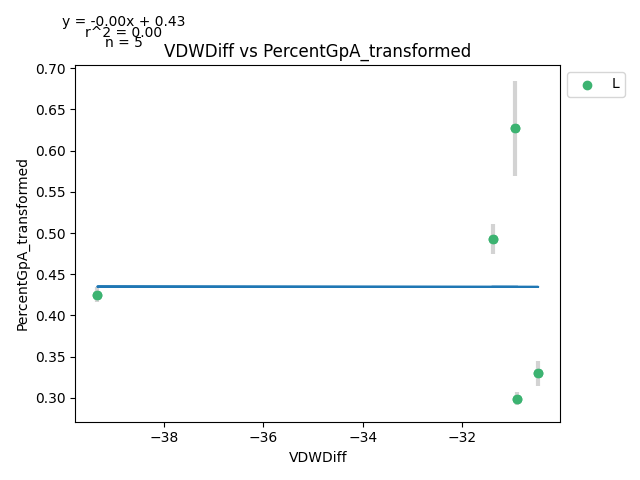 y = -0.00x + 0.43
r^2 = 0.00
n = 5
VDWDiff vs PercentGpA_transformed
L
0.70
0.65
0.60
0.55
0.50
0.45
0.40
0.35
0.30
PercentGpA_transformed
−38
−36
−34
−32
VDWDiff